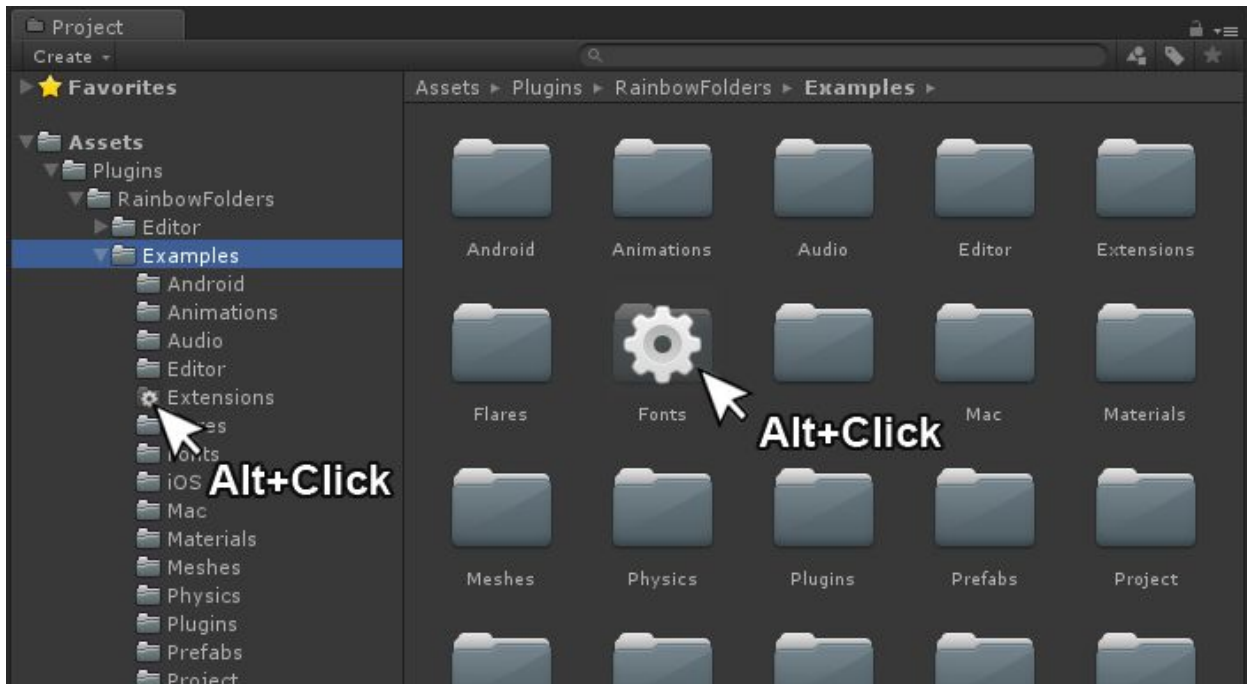 Project
Create
Favorites
Assets
Plugins
RainbowFolders
Editor
Examples
Android
Animations
Audio
Editor
Extensions
Fonts
iOS
Alt+Click
Mac
Materials
Meshes
Physics
Plugins
Prefabs
Project
Assets Plugins RainbowFolders Examples
Android Animations Audio Editor Extensions
Flares Fonts Mac Materials
Alt+Click
Meshes Physics Plugins Prefabs Project